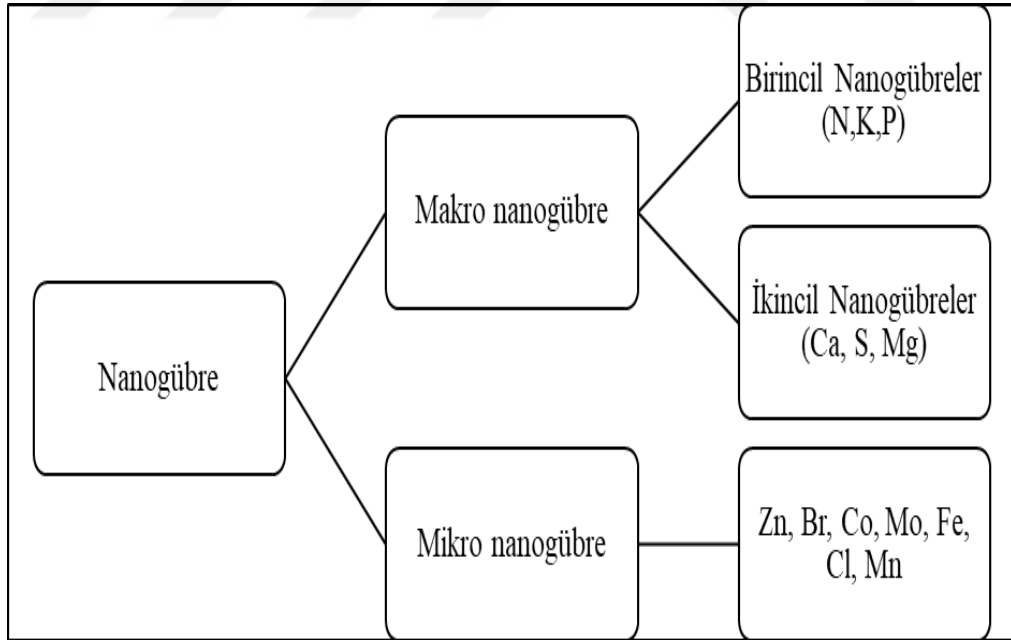 Nanogübre
Makro nanogübre
Birincil Nanogübreler
(N,K,P)
İkincil Nanogübreler
(Ca, S, Mg)
Mikro nanogübre
Zn, Br, Co, Mo, Fe,
Cl, Mn